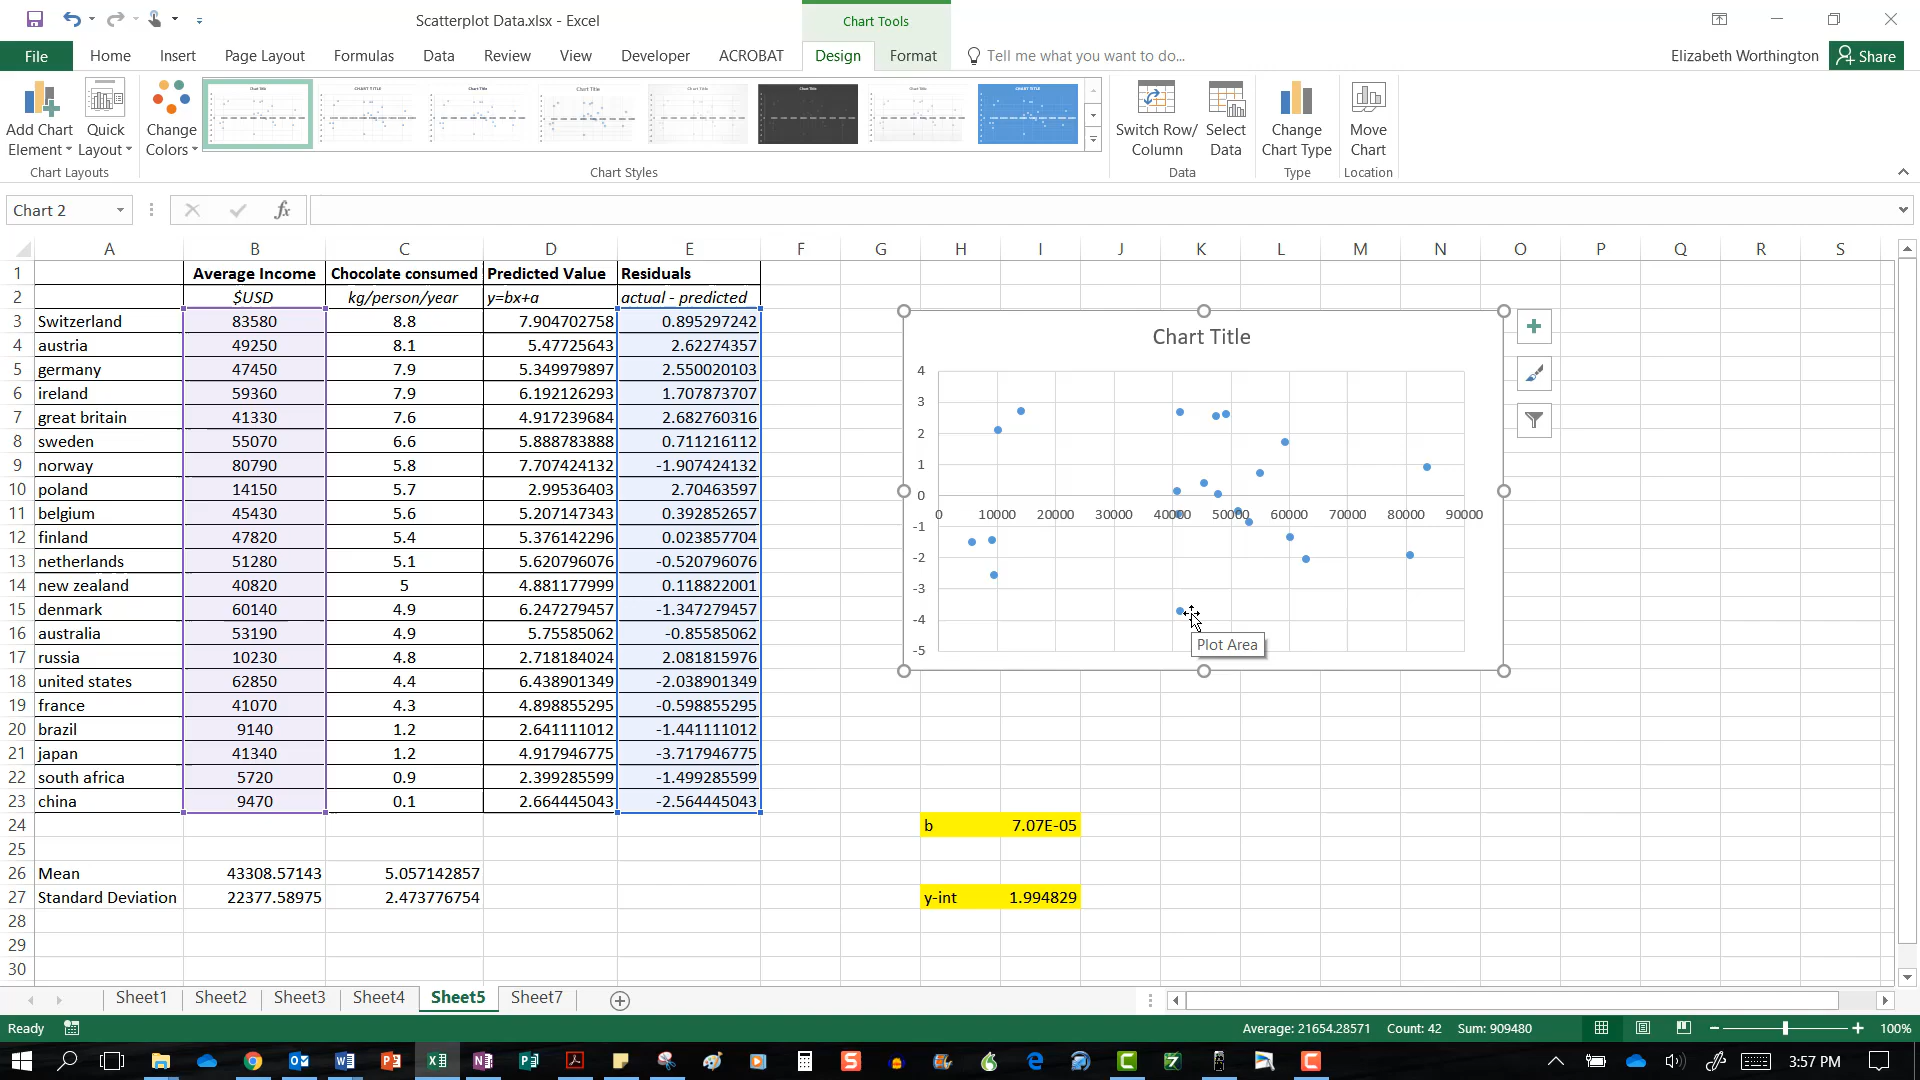 Scatterplot Data.xlsx - Excel
Chart Tools
File Home Insert Page Layout Formulas Data Review View Developer ACROBAT Design Format Tell me what you want to do... Elizabeth Worthington Share
Add Chart Element Quick Layout Change Colors Switch Row/ Column Select Data Change Chart Type Move Chart
Chart Layouts Chart Styles Data Type Location
Chart 2 fx
A B C D E F G H I J K L M N O P Q R S
1 Average Income Chocolate consumed Predicted Value Residuals
2 $USD kg/person/year y=bx+a actual - predicted
3 Switzerland 83580 8.8 7.904702758 0.895297242
4 austria 49250 8.1 5.47725643 2.62274357
5 germany 47450 7.9 5.349979897 2.550020103
6 ireland 59360 7.9 6.192126293 1.707873707
7 great britain 41330 7.6 4.917239684 2.682760316
8 sweden 55070 6.6 5.888783888 0.711216112
9 norway 80790 5.8 7.707424132 -1.907424132
10 poland 14150 5.7 2.99536403 2.70463597
11 belgium 45430 5.6 5.207147343 0.392852657
12 finland 47820 5.4 5.376142296 0.023857704
13 netherlands 51280 5.1 5.620796076 -0.520796076
14 new zealand 40820 5 4.881177999 0.118822001
15 denmark 60140 4.9 6.247279457 -1.347279457
16 australia 53190 4.9 5.75585062 -0.85585062
17 russia 10230 4.8 2.718184024 2.081815976
18 united states 62850 4.4 6.438901349 -2.038901349
19 france 41070 4.3 4.898855295 -0.598855295
20 brazil 9140 1.2 2.641111012 -1.441111012
21 japan 41340 1.2 4.917946775 -3.717946775
22 south africa 5720 0.9 2.399285599 -1.499285599
23 china 9470 0.1 2.664445043 -2.564445043
24 b 7.07E-05
25
26 Mean 43308.57143 5.057142857
27 Standard Deviation 22377.58975 2.473776754 y-int 1.994829
28
29
30
Chart Title
4
3
2
1
0
0 10000 20000 30000 40000 50000 60000 70000 80000 90000
-1
-2
-3
-4
-5
Plot Area
Sheet1 Sheet2 Sheet3 Sheet4 Sheet5 Sheet7
Ready Average: 21654.28571 Count: 42 Sum: 909480 100%
3:57 PM